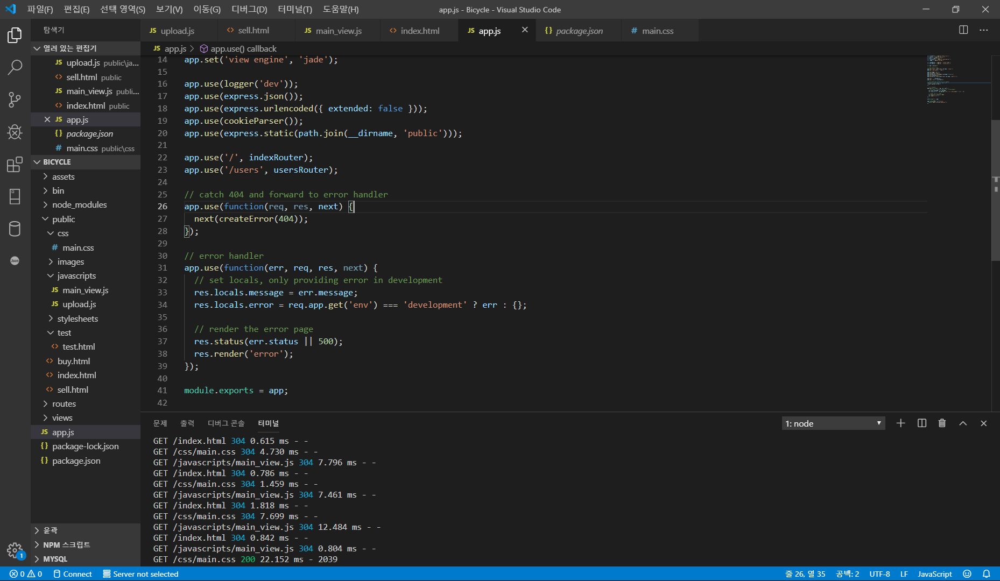 파일(F) 편집(E) 선택 영역(S) 보기(V) 이동(G) 디버그(D) 터미널(T) 도움말(H)
app.js - Bicycle - Visual Studio Code
탐색기
열려 있는 편집기
JS upload.js public\ja...
<> sell.html public
JS main_view.js publi...
<> index.html public
JS app.js
{} package.json
# main.css public\css
BICYCLE
assets
bin
node_modules
public
css
# main.css
images
javascripts
JS main_view.js
JS upload.js
stylesheets
test
<> test.html
<> buy.html
<> index.html
<> sell.html
routes
views
JS app.js
{} package-lock.json
{} package.json
윤곽
NPM 스크립트
MYSQL
Json
1
JS upload.js <> sell.html JS main_view.js <> index.html JS app.js {} package.json # main.css
JS app.js > app.use() callback
14 app.set('view engine', 'jade');
15
16 app.use(logger('dev'));
17 app.use(express.json());
18 app.use(express.urlencoded({ extended: false }));
19 app.use(cookieParser());
20 app.use(express.static(path.join(__dirname, 'public')));
21
22 app.use('/', indexRouter);
23 app.use('/users', usersRouter);
24
25 // catch 404 and forward to error handler
26 app.use(function(req, res, next) {
27 next(createError(404));
28 });
29
30 // error handler
31 app.use(function(err, req, res, next) {
32 // set locals, only providing error in development
33 res.locals.message = err.message;
34 res.locals.error = req.app.get('env') === 'development' ? err : {};
35
36 // render the error page
37 res.status(err.status || 500);
38 res.render('error');
39 });
40
41 module.exports = app;
42
문제 출력 디버그 콘솔 터미널
1: node
GET /index.html 304 0.615 ms - -
GET /css/main.css 304 4.730 ms - -
GET /javascripts/main_view.js 304 7.796 ms - -
GET /index.html 304 0.786 ms - -
GET /css/main.css 304 1.459 ms - -
GET /javascripts/main_view.js 304 7.461 ms - -
GET /index.html 304 1.818 ms - -
GET /css/main.css 304 7.699 ms - -
GET /javascripts/main_view.js 304 12.484 ms - -
GET /index.html 304 0.842 ms - -
GET /javascripts/main_view.js 304 0.804 ms - -
GET /css/main.css 200 22.152 ms - 2039
0 0 Connect Server not selected
줄 26, 열 35 공백: 2 UTF-8 LF JavaScript